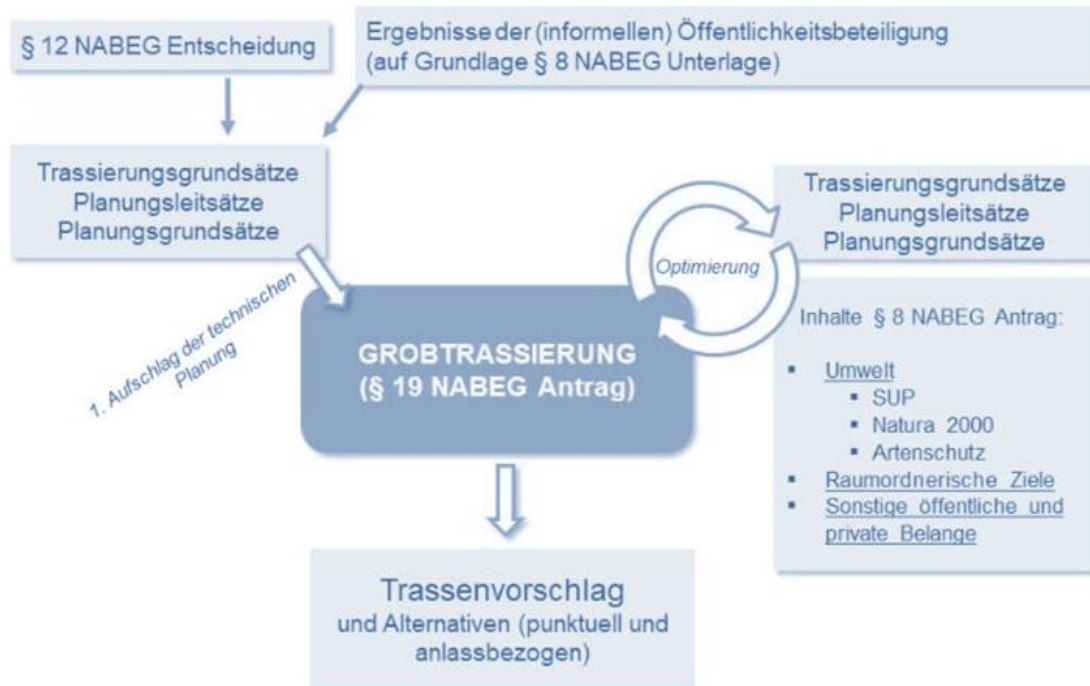 § 12 NABEG Entscheidung
Ergebnisse der (informellen) Öffentlichkeitsbeteiligung
(auf Grundlage § 8 NABEG Unterlage)
Trassierungsgrundsätze
Planungsleitsätze
Planungsgrundsätze
1. Aufschlag der technischen
Planung
GROBTRASSIERUNG
(§ 19 NABEG Antrag)
Optimierung
Trassierungsgrundsätze
Planungsleitsätze
Planungsgrundsätze
Inhalte § 8 NABEG Antrag:
▪ Umwelt
▪ SUP
▪ Natura 2000
▪ Artenschutz
▪ Raumordnerische Ziele
▪ Sonstige öffentliche und
private Belange
Trassenvorschlag
und Alternativen (punktuell und
anlassbezogen)